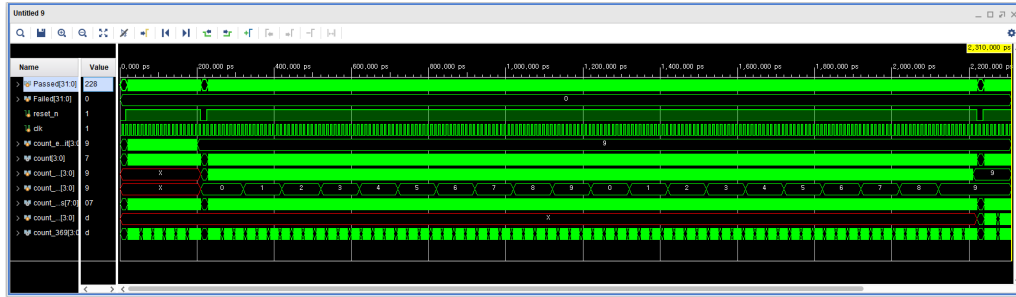 Untitled 9
2,310,000 ps
Name Value 0,000 ps 200,000 ps 400,000 ps 600,000 ps 800,000 ps 1,000,000 ps 1,200,000 ps 1,400,000 ps 1,600,000 ps 1,800,000 ps 2,000,000 ps 2,200,000 ps
Passed[31:0] 228
Failed[31:0] 0 0
reset_n 1
clk 1
count_e...it[3:0 9 9
count[3:0] 7
count_...[3:0] 9 X 9
count_...[3:0] 9 X 0 1 2 3 4 5 6 7 8 9 0 1 2 3 4 5 6 7 8 9
count_...s[7:0] 07
count_...[3:0] d X
count_369[3:0 d